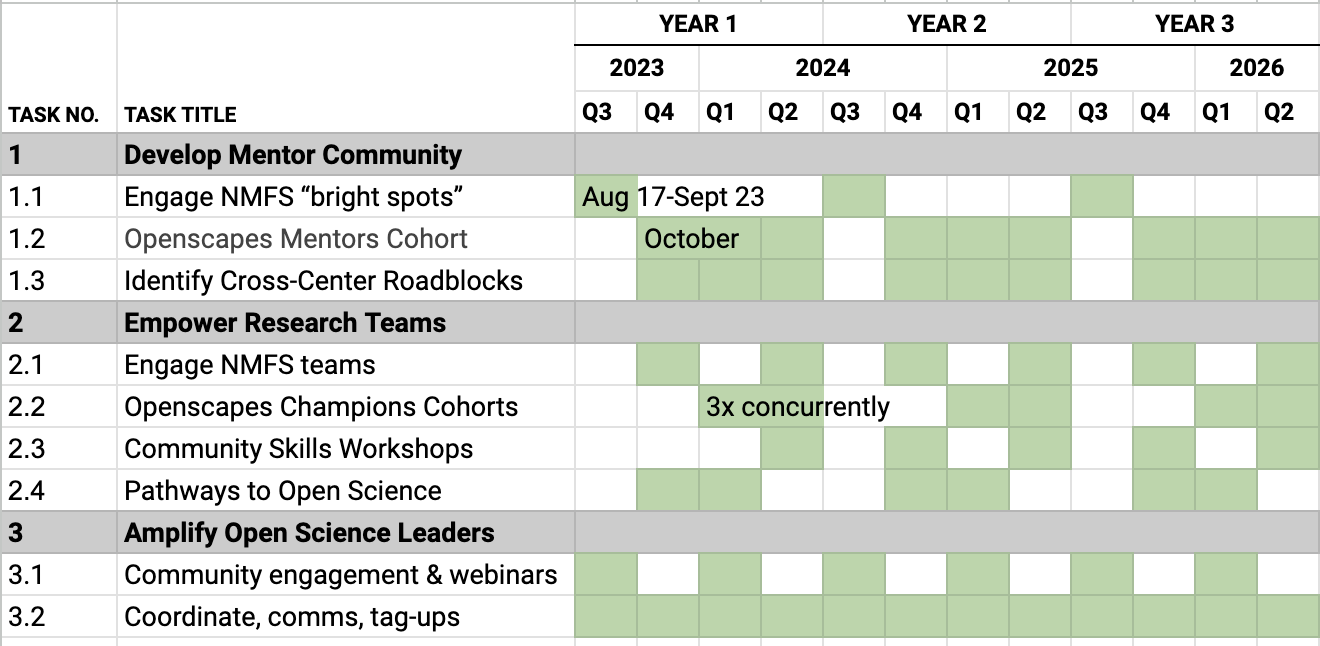 YEAR 1 YEAR 2 YEAR 3
2023 2024 2025 2026
TASK NO. TASK TITLE Q3 Q4 Q1 Q2 Q3 Q4 Q1 Q2 Q3 Q4 Q1 Q2
1 Develop Mentor Community
1.1 Engage NMFS “bright spots” Aug 17-Sept 23
1.2 Openscapes Mentors Cohort October
1.3 Identify Cross-Center Roadblocks
2 Empower Research Teams
2.1 Engage NMFS teams
2.2 Openscapes Champions Cohorts 3x concurrently
2.3 Community Skills Workshops
2.4 Pathways to Open Science
3 Amplify Open Science Leaders
3.1 Community engagement & webinars
3.2 Coordinate, comms, tag-ups